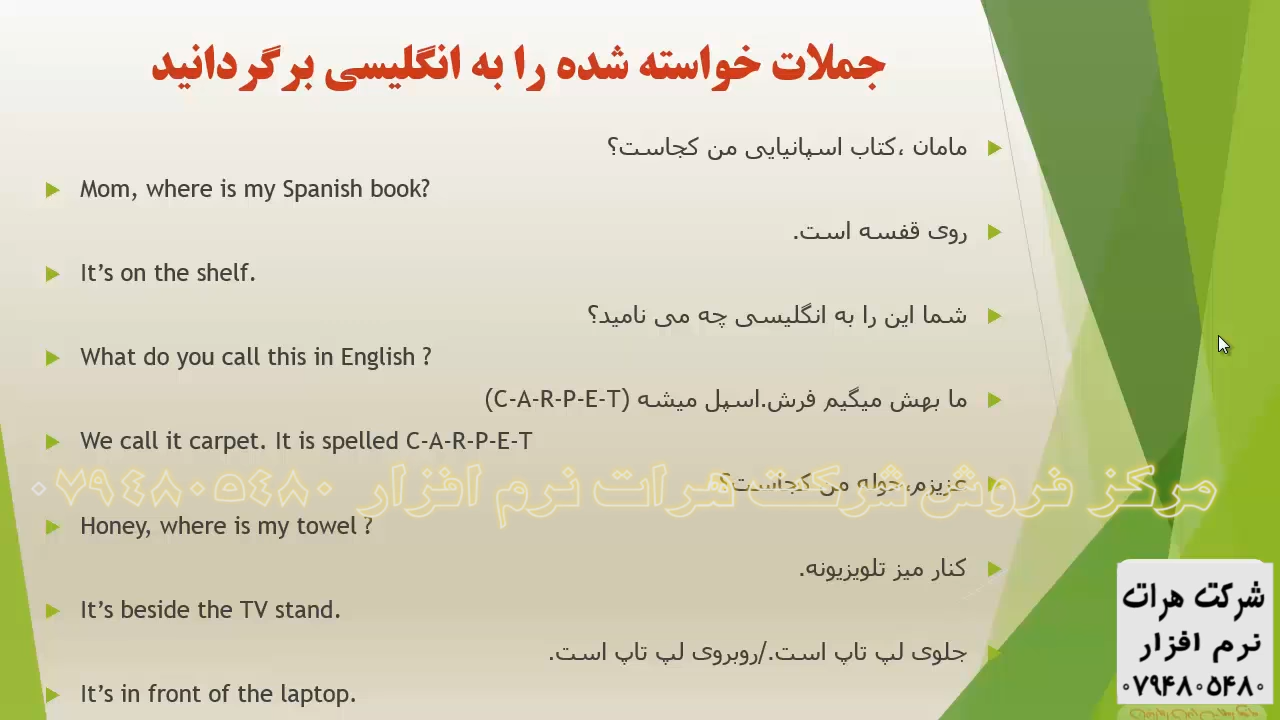 جملات خواسته شده را به انگلیسی برگردانید
مامان ،کتاب اسپانیایی من کجاست؟
Mom, where is my Spanish book?
روی قفسه است.
It’s on the shelf.
شما این را به انگلیسی چه می نامید؟
What do you call this in English ?
ما بهش میگیم فرش.اسپل میشه (C-A-R-P-E-T)
We call it carpet. It is spelled C-A-R-P-E-T
عزیزم،حوله من کجاست؟
مرکز فروش شرکت هرات نرم افزار ۰۷۹۴۸۰۵۴۸۰
Honey, where is my towel ?
کنار میز تلویزیونه.
It’s beside the TV stand.
جلوی لپ تاپ است./روبروی لپ تاپ است.
It’s in front of the laptop.
شرکت هرات
نرم افزار
۰۷۹۴۸۰۵۴۸۰